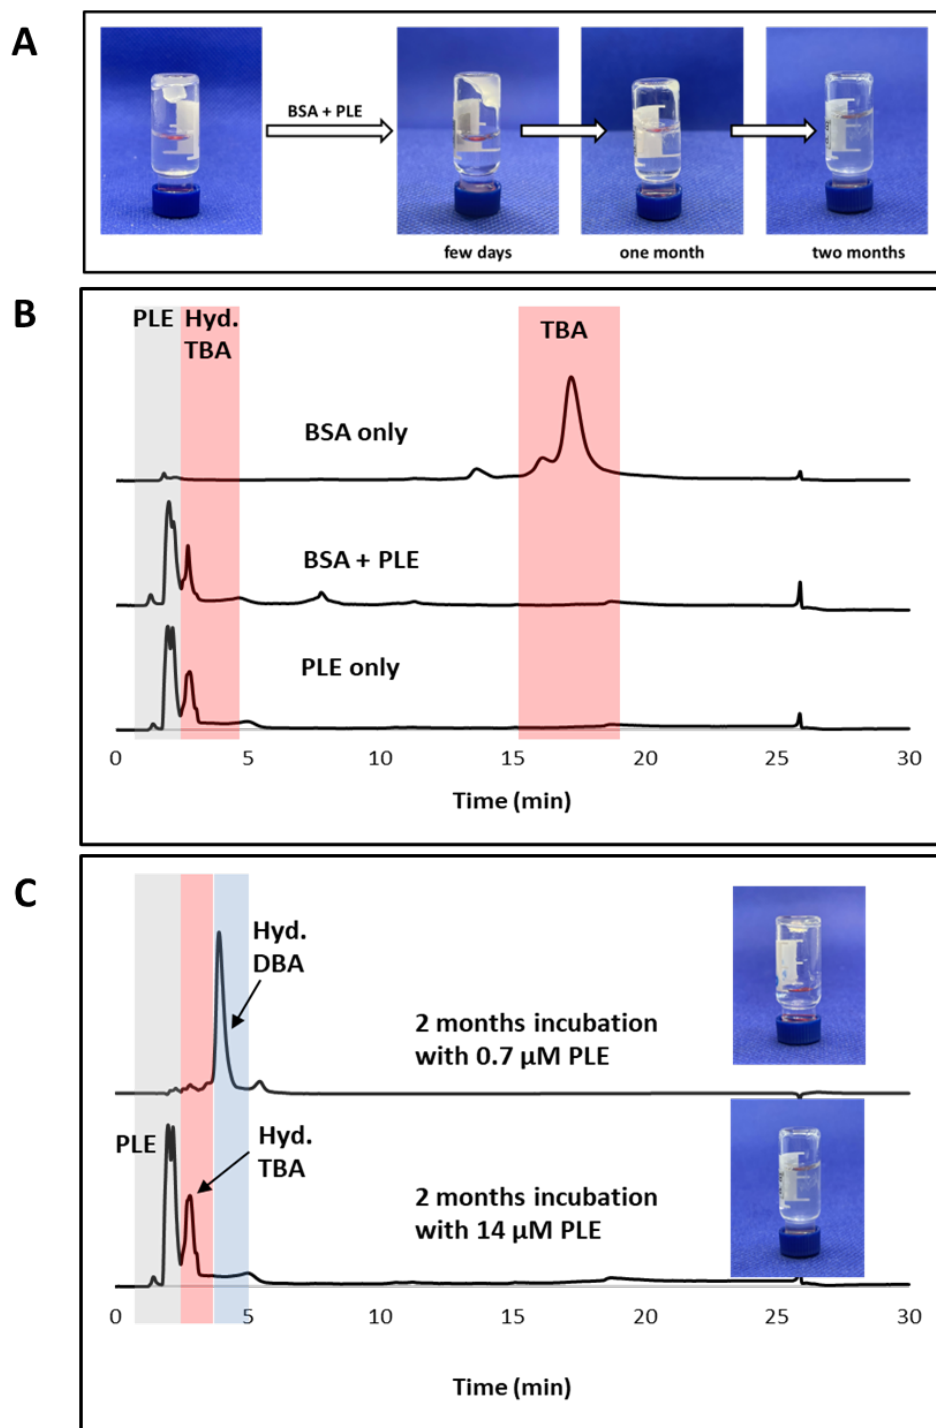 A
BSA + PLE
few days
one month
two months
B
PLE
Hyd.
TBA
TBA
BSA only
BSA + PLE
PLE only
0
5
10
15
20
25
30
Time (min)
C
Hyd.
DBA
2 months incubation
with 0.7 µM PLE
PLE
Hyd.
TBA
2 months incubation
with 14 µM PLE
0
5
10
15
20
25
30
Time (min)